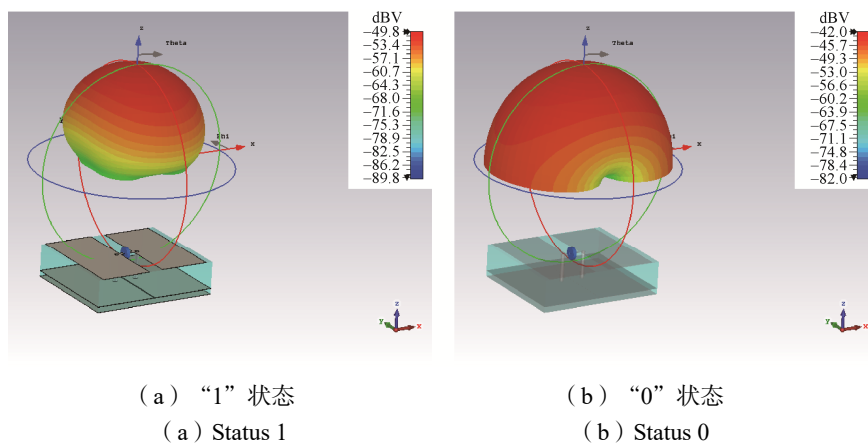 dBV
-49.8
-53.4
-57.1
-60.7
-64.3
-68.0
-71.6
-75.3
-78.9
-82.5
-86.2
-89.8
z
Theta
y
Phi
x
z
y
x
(a)“1”状态
(a) Status 1
dBV
-42.0
-45.7
-49.3
-53.0
-56.6
-60.2
-63.9
-67.5
-71.1
-74.8
-78.4
-82.0
z
Theta
x
z
y
x
(b)“0”状态
(b) Status 0